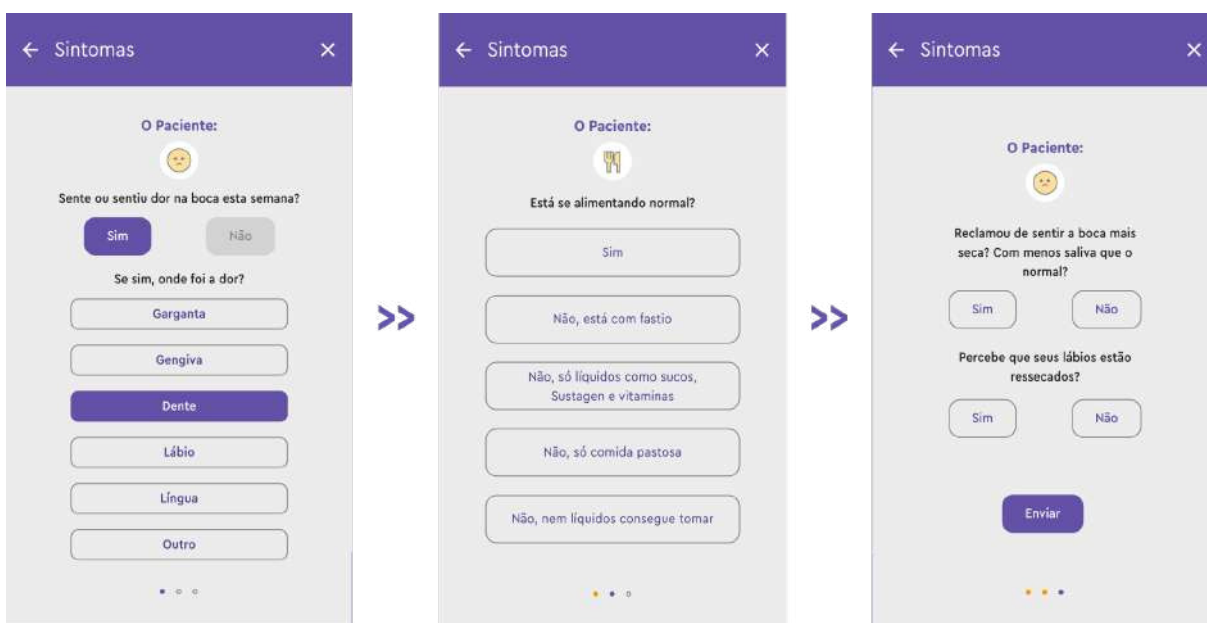 ← Sintomas ×
O Paciente:
Sente ou sentiu dor na boca esta semana?
Sim
Não
Se sim, onde foi a dor?
Garganta
Gengiva
Dente
Lábio
Língua
Outro
>>
← Sintomas ×
O Paciente:
Está se alimentando normal?
Sim
Não, está com fastio
Não, só líquidos como sucos,
Sustagen e vitaminas
Não, só comida pastosa
Não, nem líquidos consegue tomar
>>
← Sintomas ×
O Paciente:
Reclamou de sentir a boca mais
seca? Com menos saliva que o
normal?
Sim
Não
Percebe que seus lábios estão
ressecados?
Sim
Não
Enviar